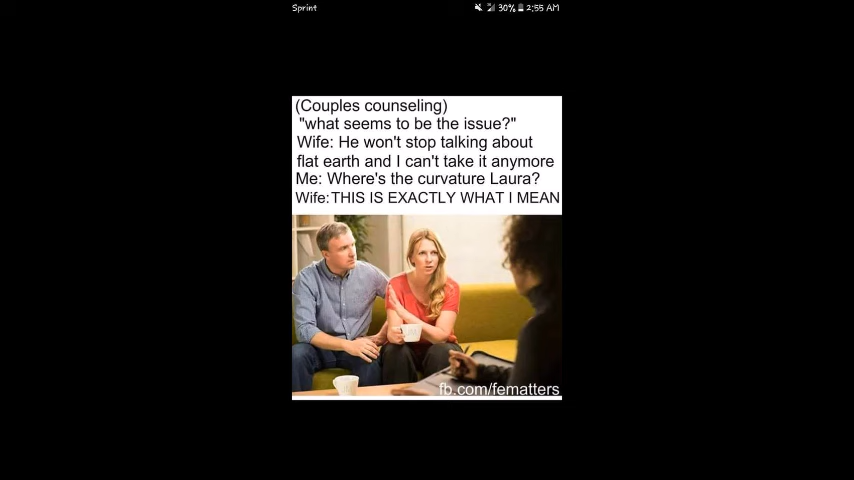 Sprint 30% 2:55 AM
(Couples counseling)
"what seems to be the issue?"
Wife: He won't stop talking about
flat earth and I can't take it anymore
Me: Where's the curvature Laura?
Wife: THIS IS EXACTLY WHAT I MEAN
fb.com/fematters